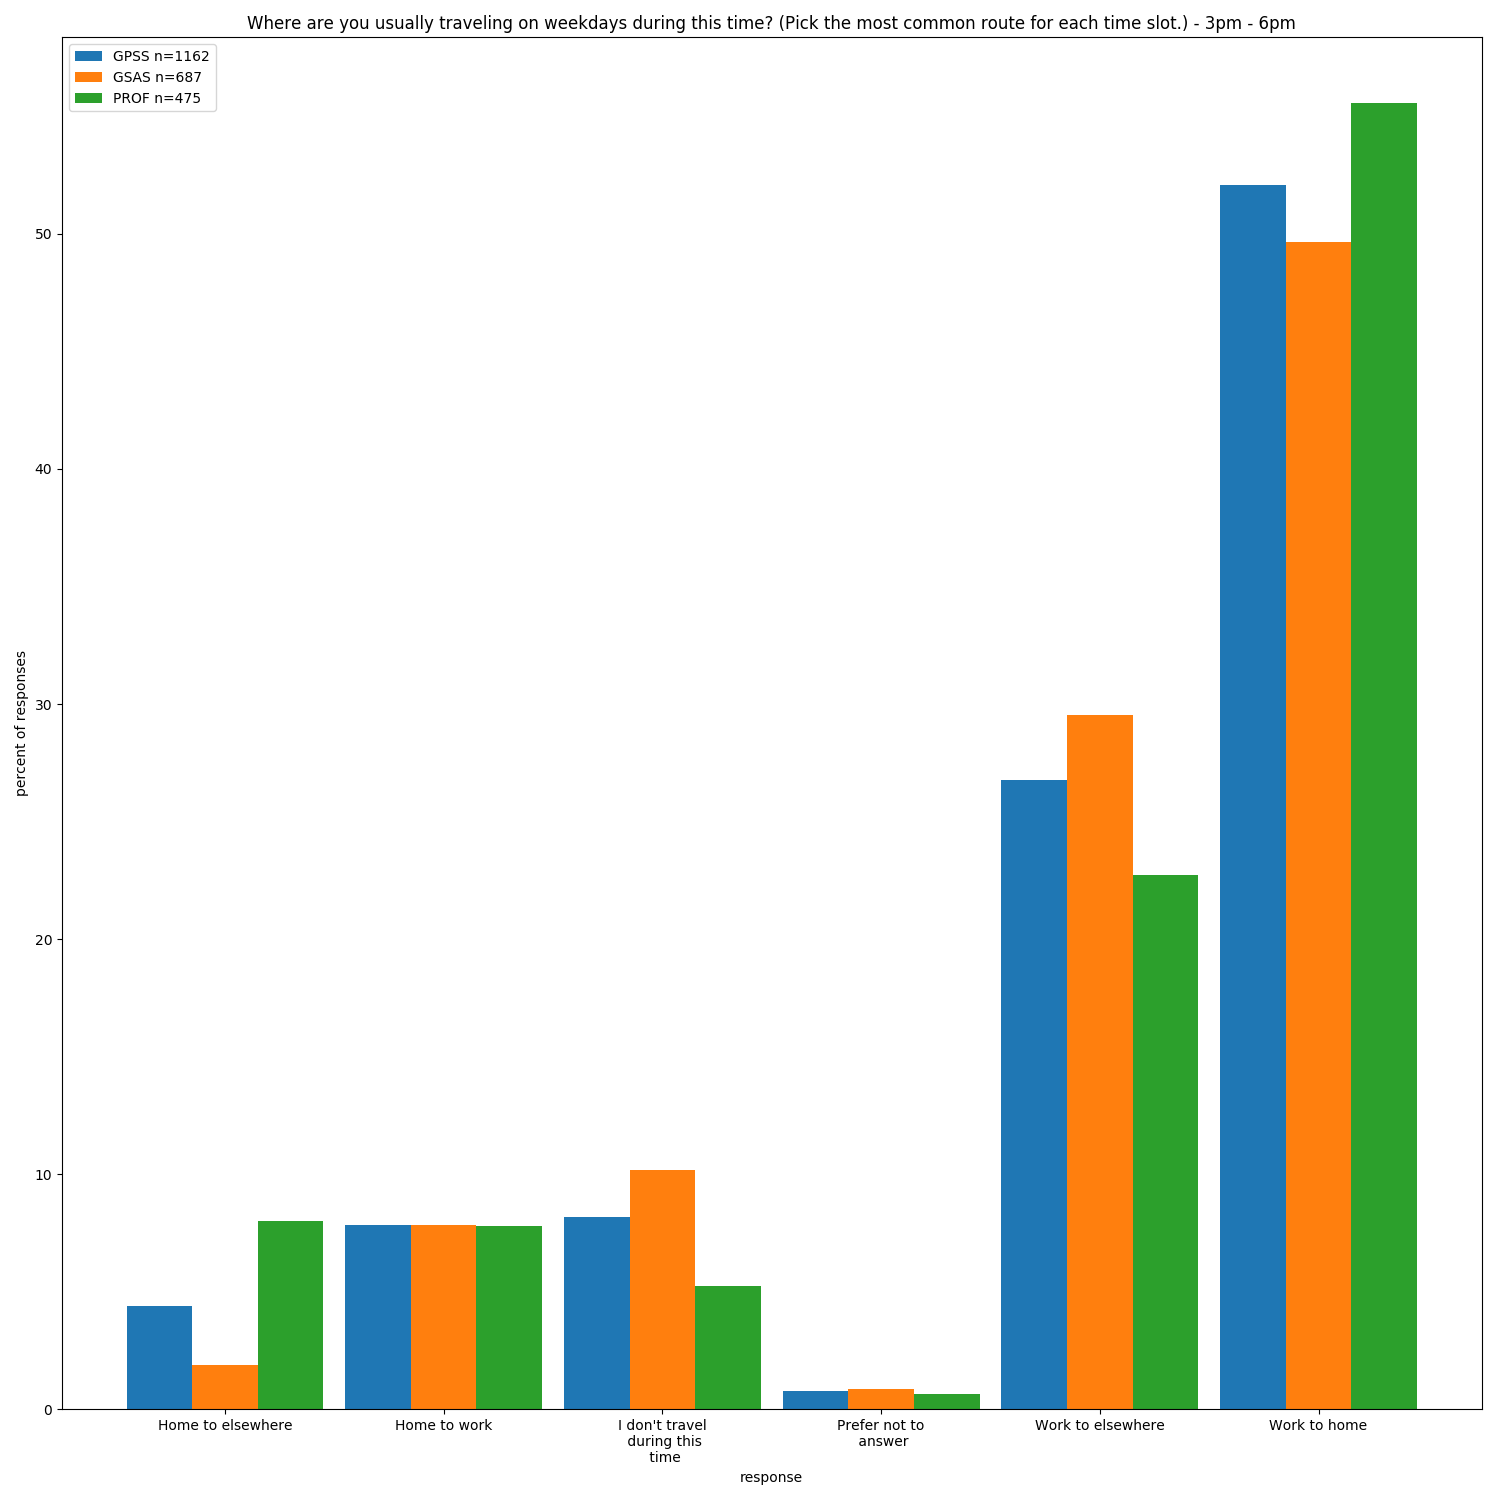 Where are you usually traveling on weekdays during this time? (Pick the most common route for each time slot.) - 3pm - 6pm
GPSS n=1162
GSAS n=687
PROF n=475
percent of responses
50
40
30
20
10
0
Home to elsewhere
Home to work
I don't travel
during this
time
Prefer not to
answer
Work to elsewhere
Work to home
response